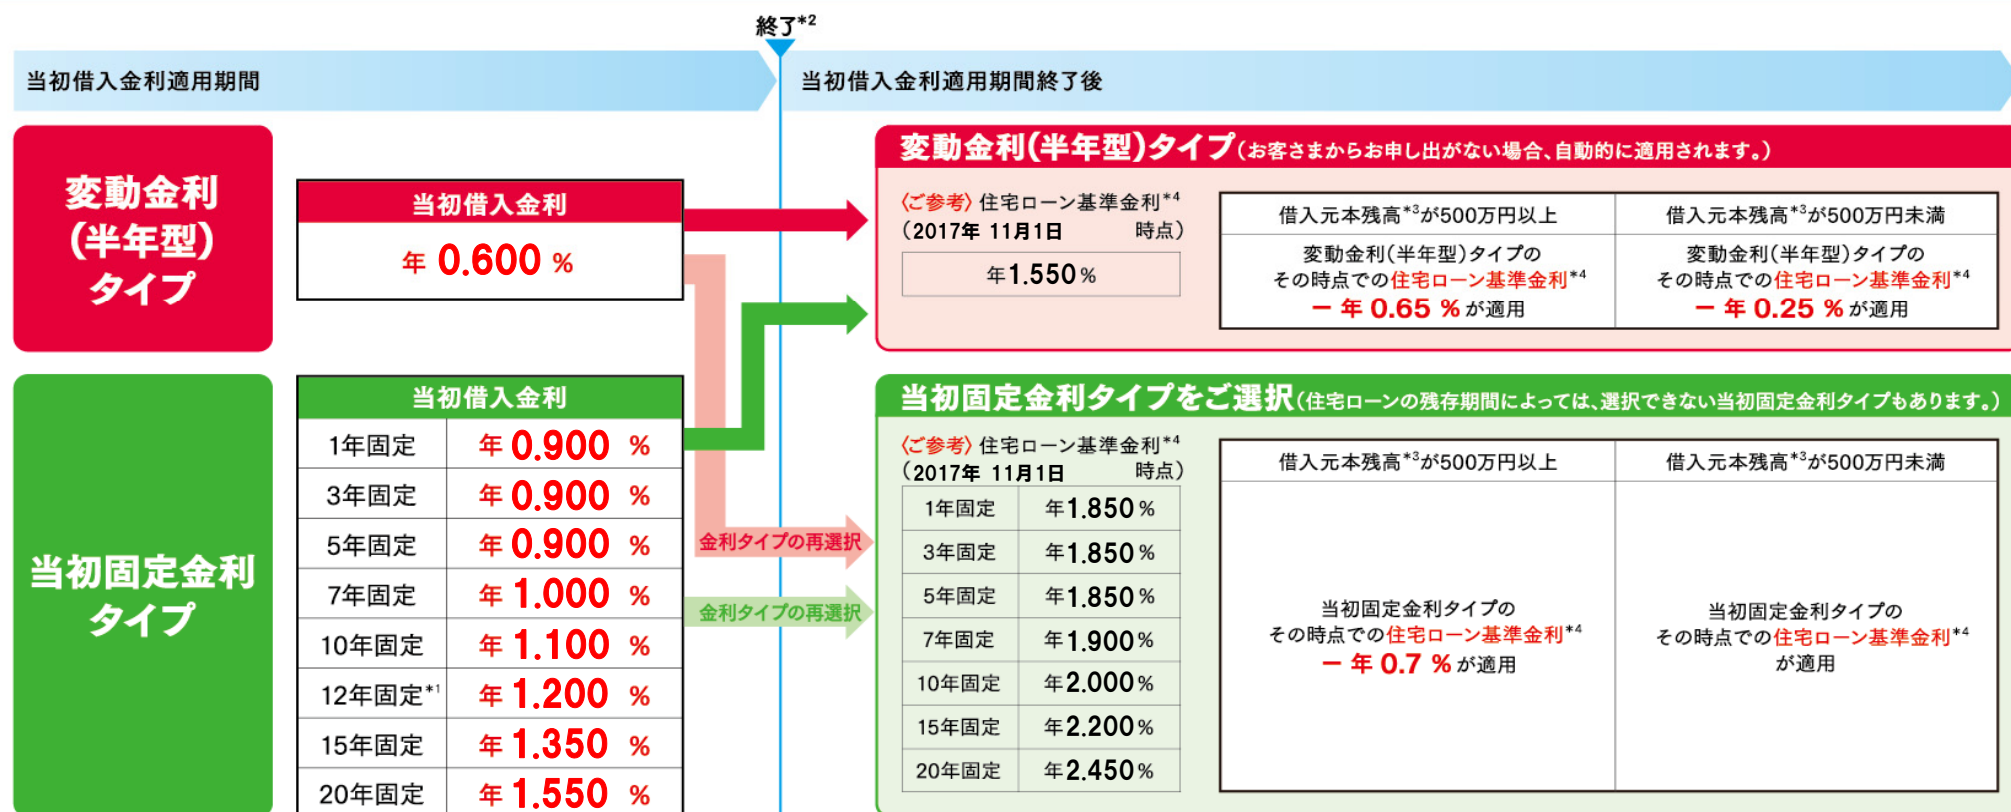 終了*2
当初借入金利適用期間
当初借入金利適用期間終了後
変動金利
(半年型)
タイプ
当初借入金利
年 0.600 %
変動金利(半年型)タイプ(お客さまからお申し出がない場合、自動的に適用されます。)
〈ご参考〉住宅ローン基準金利*4
(2017年 11月1日 時点)
年1.550%
借入元本残高*3が500万円以上
変動金利(半年型)タイプの
その時点での住宅ローン基準金利*4
ー 年 0.65 % が適用
借入元本残高*3が500万円未満
変動金利(半年型)タイプの
その時点での住宅ローン基準金利*4
ー 年 0.25 % が適用
当初固定金利
タイプ
当初借入金利
1年固定 年 0.900 %
3年固定 年 0.900 %
5年固定 年 0.900 %
7年固定 年 1.000 %
10年固定 年 1.100 %
12年固定*1 年 1.200 %
15年固定 年 1.350 %
20年固定 年 1.550 %
金利タイプの再選択
金利タイプの再選択
当初固定金利タイプをご選択(住宅ローンの残存期間によっては、選択できない当初固定金利タイプもあります。)
〈ご参考〉住宅ローン基準金利*4
(2017年 11月1日 時点)
1年固定 年1.850%
3年固定 年1.850%
5年固定 年1.850%
7年固定 年1.900%
10年固定 年2.000%
15年固定 年2.200%
20年固定 年2.450%
借入元本残高*3が500万円以上
当初固定金利タイプの
その時点での住宅ローン基準金利*4
ー 年 0.7 % が適用
借入元本残高*3が500万円未満
当初固定金利タイプの
その時点での住宅ローン基準金利*4
が適用